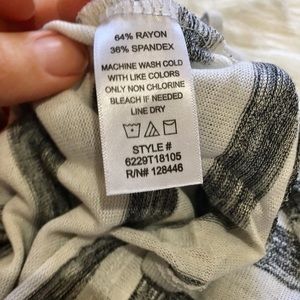 64% RAYON
36% SPANDEX
MACHINE WASH COLD
WITH LIKE COLORS
ONLY NON CHLORINE
BLEACH IF NEEDED
LINE DRY
STYLE #
6229T18105
R/N# 128446